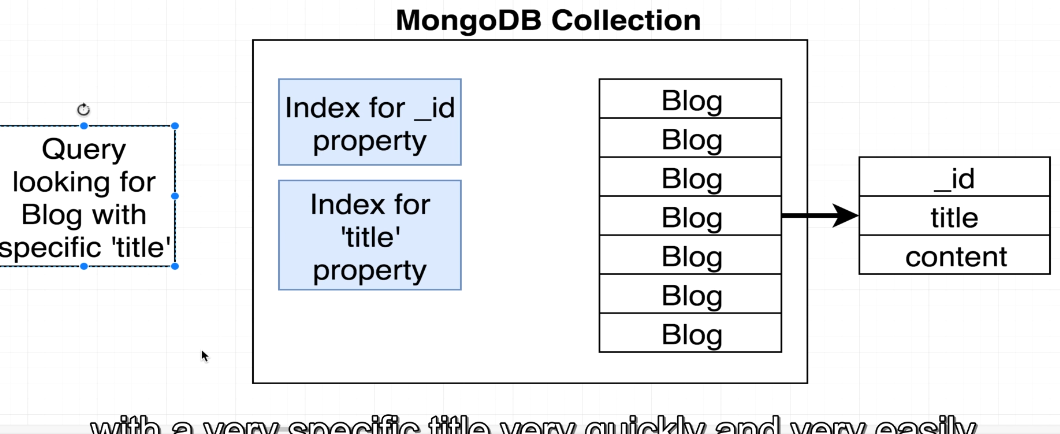 MongoDB Collection
Query
looking for
Blog with
specific 'title'
Index for _id
property
Index for
'title'
property
Blog
Blog
Blog
Blog
Blog
Blog
Blog
_id
title
content
with a very specific title very quickly and very easily